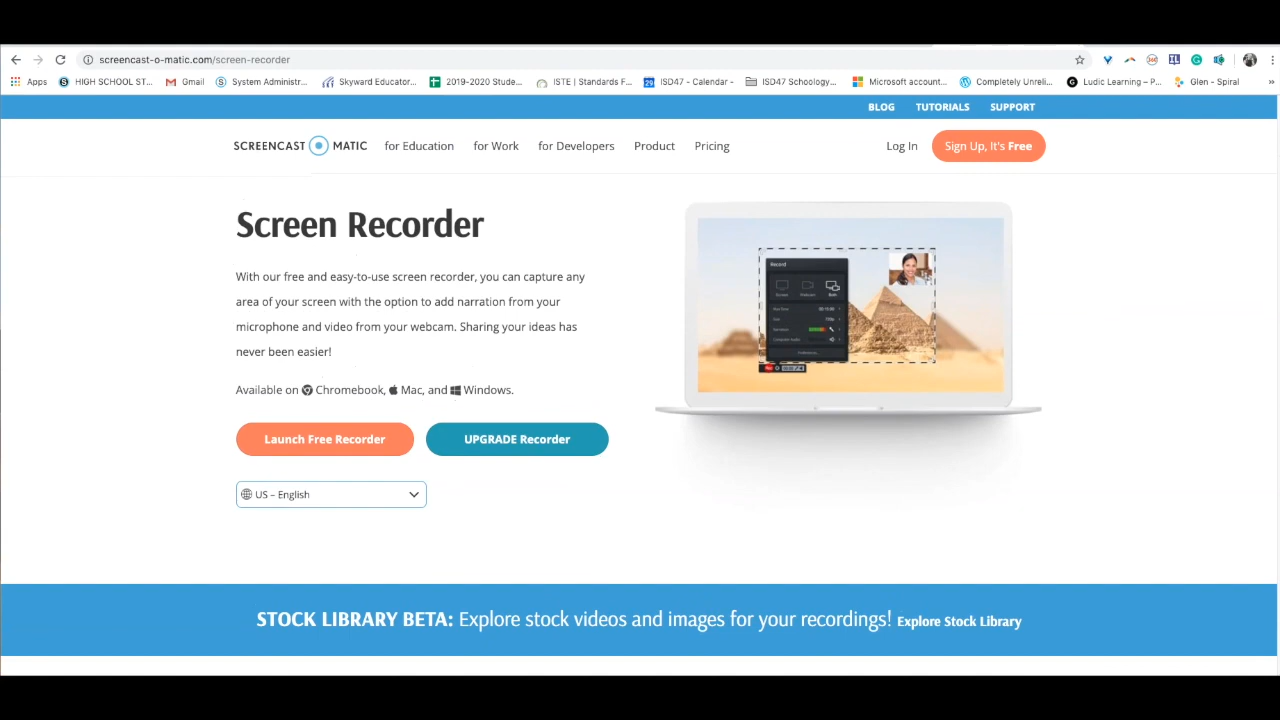 screencast-o-matic.com/screen-recorder
Apps HIGH SCHOOL ST... Gmail System Administr... Skyward Educator... 2019-2020 Stude... ISTE | Standards F... ISD47 - Calendar -... ISD47 Schoology... Microsoft account... Completely Unreli... Ludic Learning – P... Glen - Spiral »
BLOG TUTORIALS SUPPORT
SCREENCAST O MATIC for Education for Work for Developers Product Pricing Log In Sign Up, It's Free
Screen Recorder
With our free and easy-to-use screen recorder, you can capture any
area of your screen with the option to add narration from your
microphone and video from your webcam. Sharing your ideas has
never been easier!
Available on Chromebook, Mac, and Windows.
Launch Free Recorder UPGRADE Recorder
US – English
Record
STOCK LIBRARY BETA: Explore stock videos and images for your recordings! Explore Stock Library